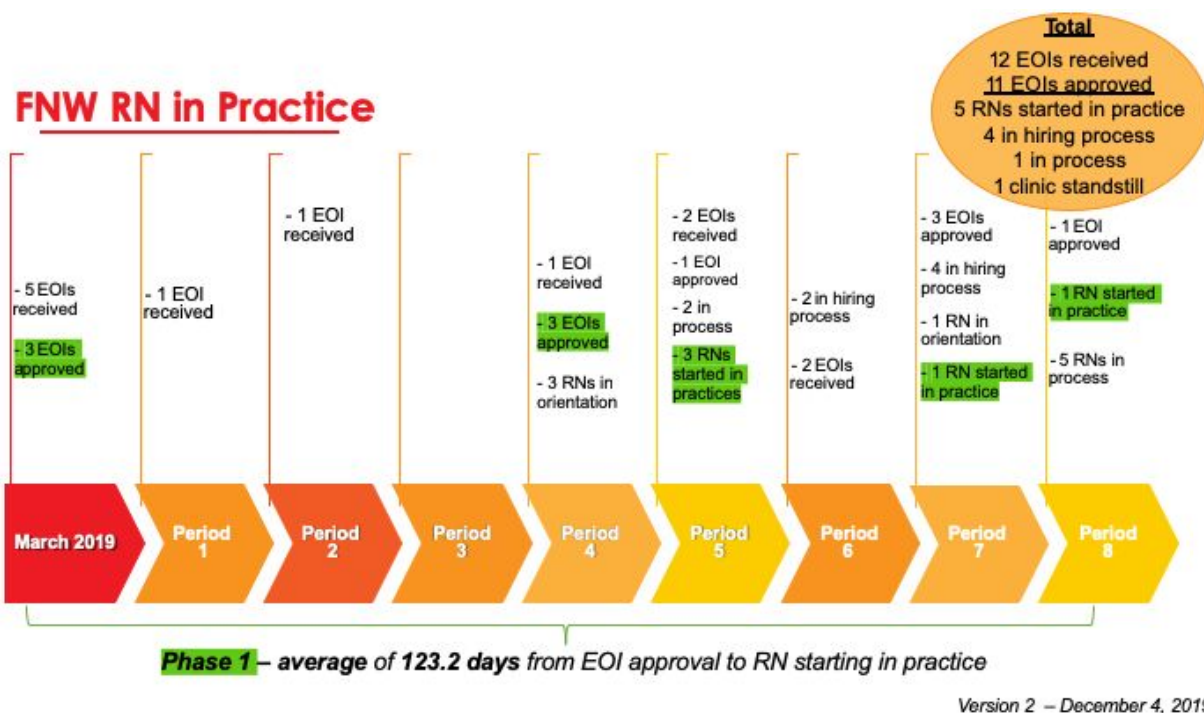 Total
12 EOIs received
11 EOIs approved
5 RNs started in practice
4 in hiring process
1 in process
1 clinic standstill
FNW RN in Practice
- 5 EOIs
received
- 3 EOIs
approved
- 1 EOI
received
- 1 EOI
received
- 1 EOI
received
- 3 EOIs
approved
- 3 RNs in
orientation
- 2 EOIs
received
-1 EOI
approved
- 2 in
process
- 3 RNs
started in
practices
- 2 in hiring
process
- 2 EOIs
received
- 3 EOIs
approved
- 4 in hiring
process
- 1 RN in
orientation
- 1 RN started
in practice
- 1 EOI
approved
- 1 RN started
in practice
- 5 RNs in
process
March 2019
Period
1
Period
2
Period
3
Period
4
Period
5
Period
6
Period
7
Period
8
Phase 1 – average of 123.2 days from EOI approval to RN starting in practice
Version 2 – December 4, 2019